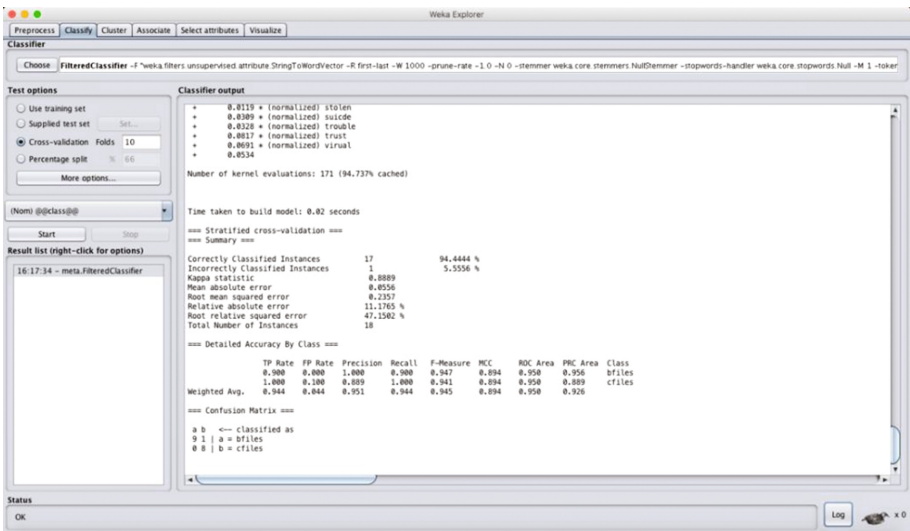 Weka Explorer
Preprocess Classify Cluster Associate Select attributes Visualize
Classifier
Choose FilteredClassifier -F "weka.filters.unsupervised.attribute.StringToWordVector -R first-last -W 1000 -prune-rate -1.0 -N 0 -stemmer weka.core.stemmers.NullStemmer -stopwords-handler weka.core.stopwords.Null -M 1 -token
Test options
Use training set
Supplied test set Set...
Cross-validation Folds 10
Percentage split % 66
More options...
(Nom) @@class@@
Start Stop
Result list (right-click for options)
16:17:34 - meta.FilteredClassifier
Classifier output
+ 0.0119 * (normalized) stolen
+ 0.0309 * (normalized) suicde
+ 0.0328 * (normalized) trouble
+ 0.0817 * (normalized) trust
+ 0.0691 * (normalized) virual
+ 0.0534
Number of kernel evaluations: 171 (94.737% cached)
Time taken to build model: 0.02 seconds
=== Stratified cross-validation ===
=== Summary ===
Correctly Classified Instances 17 94.4444 %
Incorrectly Classified Instances 1 5.5556 %
Kappa statistic 0.8889
Mean absolute error 0.0556
Root mean squared error 0.2357
Relative absolute error 11.1765 %
Root relative squared error 47.1502 %
Total Number of Instances 18
=== Detailed Accuracy By Class ===
TP Rate FP Rate Precision Recall F-Measure MCC ROC Area PRC Area Class
0.900 0.000 1.000 0.900 0.947 0.894 0.950 0.956 bfiles
1.000 0.100 0.889 1.000 0.941 0.894 0.950 0.889 cfiles
Weighted Avg. 0.944 0.044 0.951 0.944 0.945 0.894 0.950 0.926
=== Confusion Matrix ===
a b <-- classified as
9 1 | a = bfiles
0 8 | b = cfiles
Status
OK
Log x 0